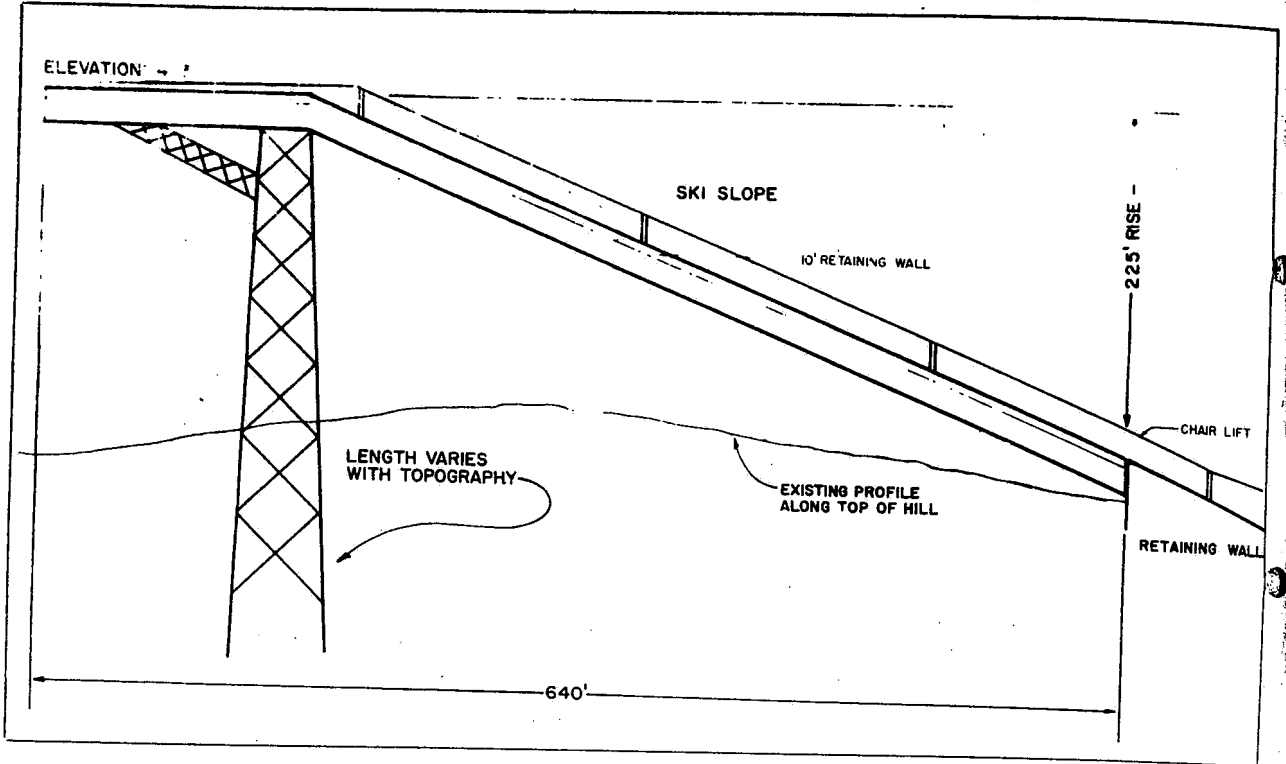 ELEVATION
SKI SLOPE
10' RETAINING WALL
225' RISE
CHAIR LIFT
LENGTH VARIES
WITH TOPOGRAPHY
EXISTING PROFILE
ALONG TOP OF HILL
RETAINING WALL
640'